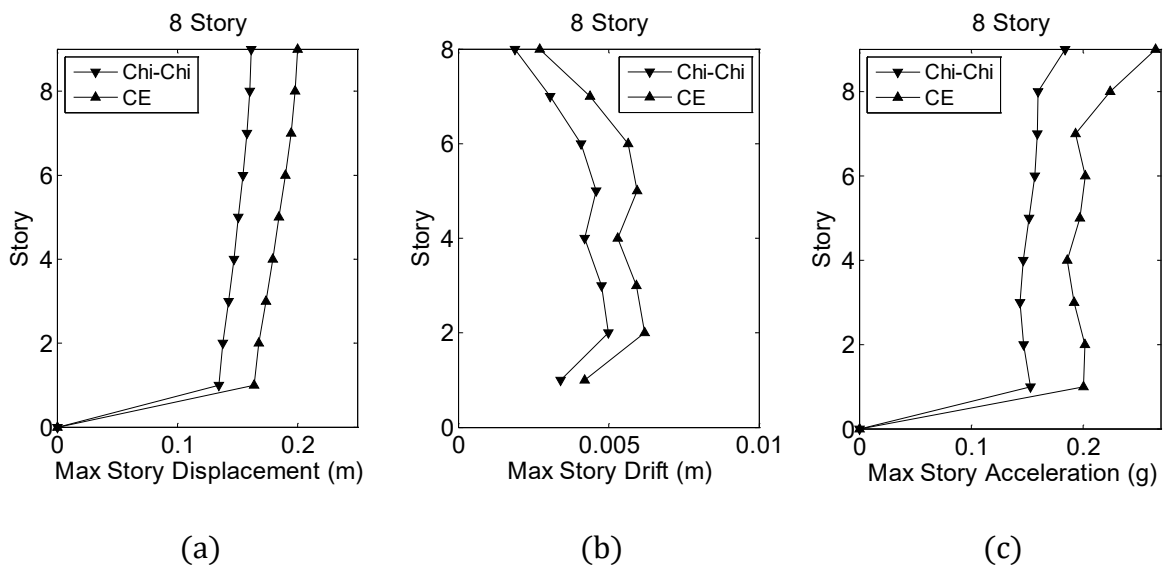 8 Story
8
6
4
2
0
Story
Chi-Chi
CE
0
0.1
0.2
Max Story Displacement (m)
(a)
8 Story
8
6
4
2
0
Story
Chi-Chi
CE
0
0.005
0.01
Max Story Drift (m)
(b)
8 Story
8
6
4
2
0
Story
Chi-Chi
CE
0
0.1
0.2
Max Story Acceleration (g)
(c)